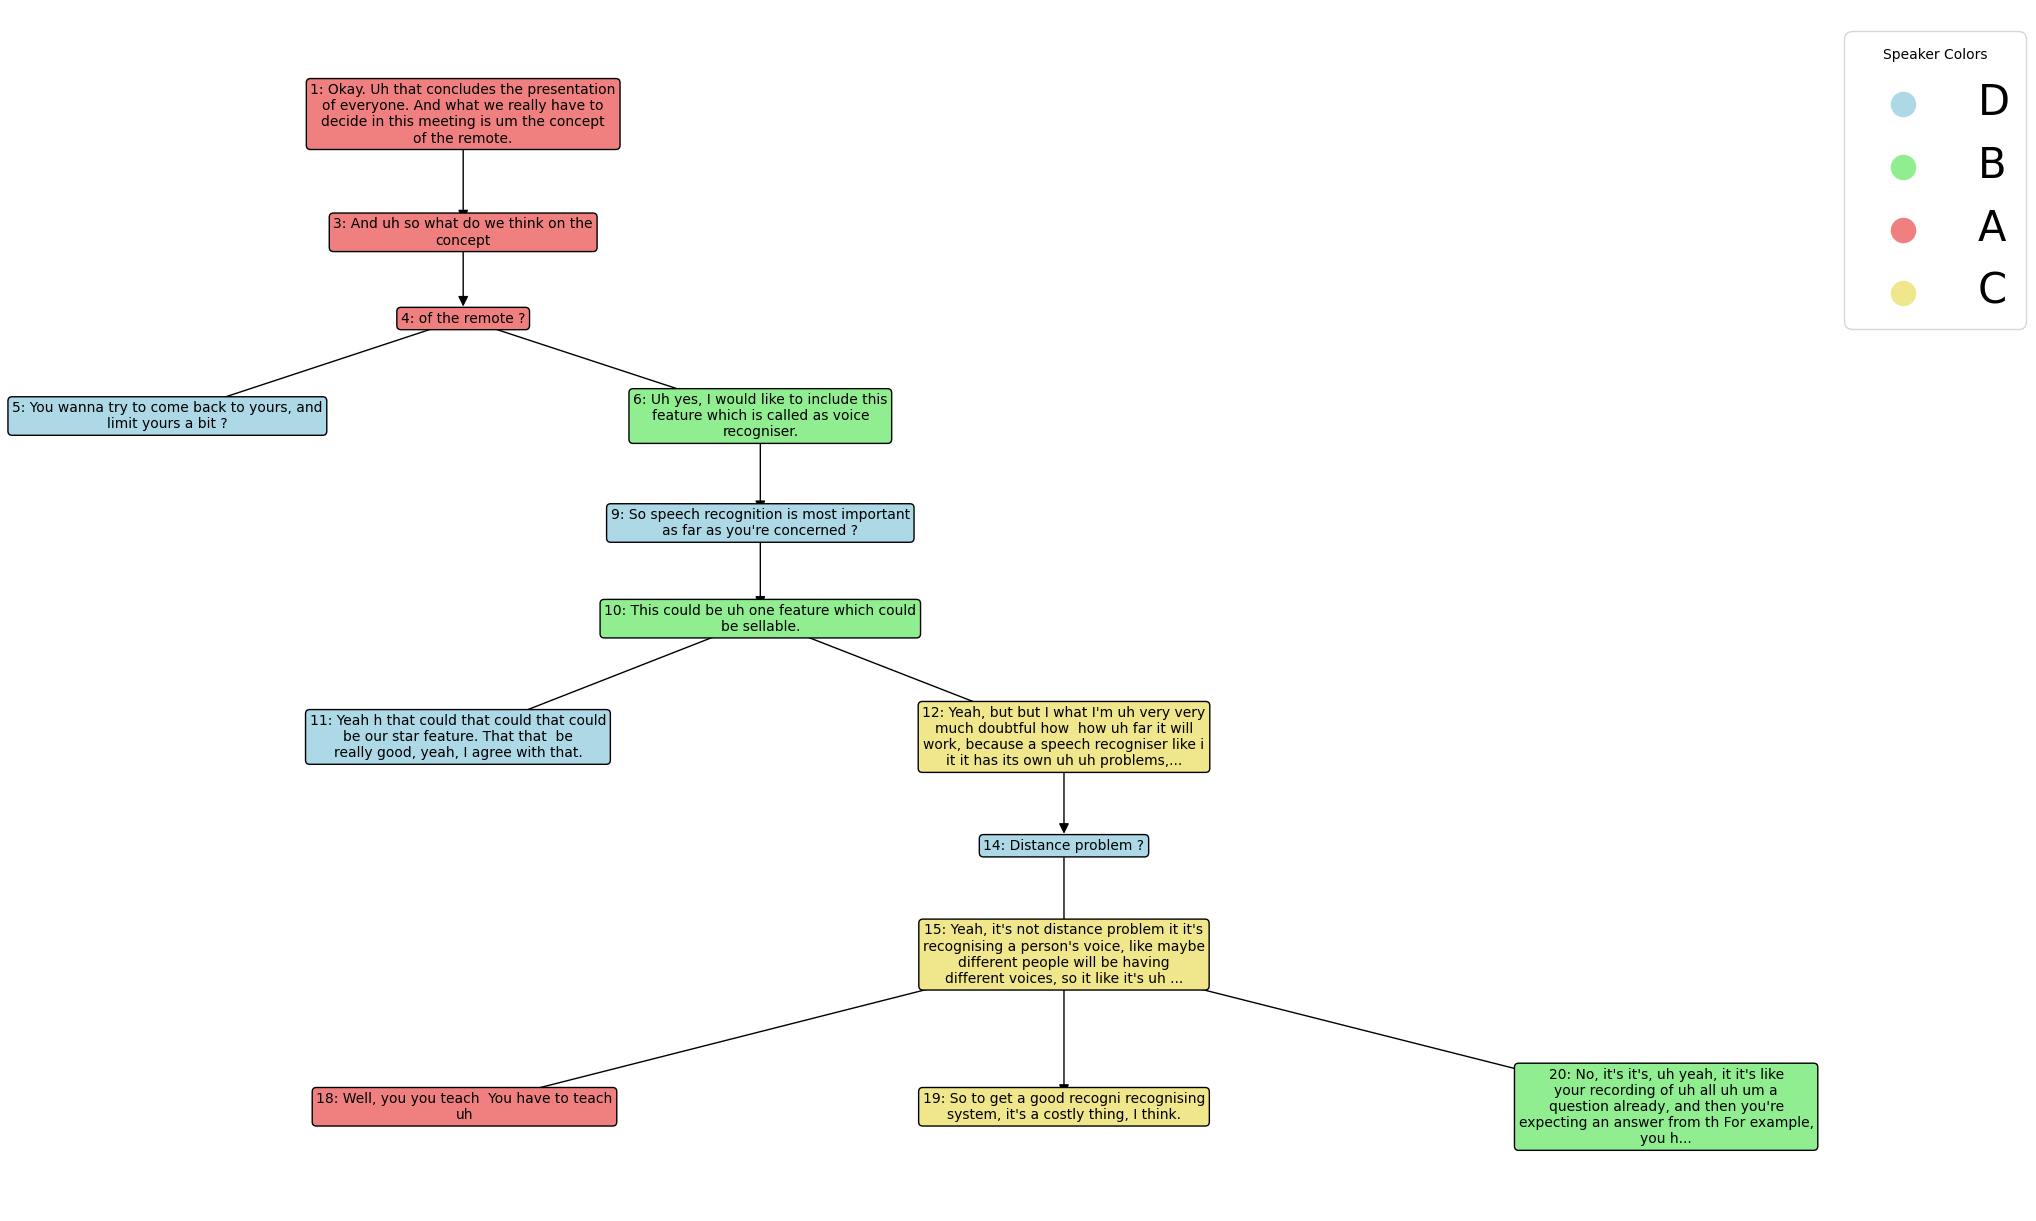 1: Okay. Uh that concludes the presentation
of everyone. And what we really have to
decide in this meeting is um the concept
of the remote.
3: And uh so what do we think on the
concept
4: of the remote ?
5: You wanna try to come back to yours, and
limit yours a bit ?
6: Uh yes, I would like to include this
feature which is called as voice
recogniser.
9: So speech recognition is most important
as far as you're concerned ?
10: This could be uh one feature which could
be sellable.
11: Yeah h that could that could that could
be our star feature. That that  be
really good, yeah, I agree with that.
12: Yeah, but but I what I'm uh very very
much doubtful how  how uh far it will
work, because a speech recogniser like i
it it has its own uh uh problems,...
14: Distance problem ?
15: Yeah, it's not distance problem it it's
recognising a person's voice, like maybe
different people will be having
different voices, so it like it's uh ...
18: Well, you you teach  You have to teach
uh
19: So to get a good recogni recognising
system, it's a costly thing, I think.
20: No, it's it's, uh yeah, it it's like
your recording of uh all uh um a
question already, and then you're
expecting an answer from th For example,
you h...
Speaker Colors
D
B
A
C